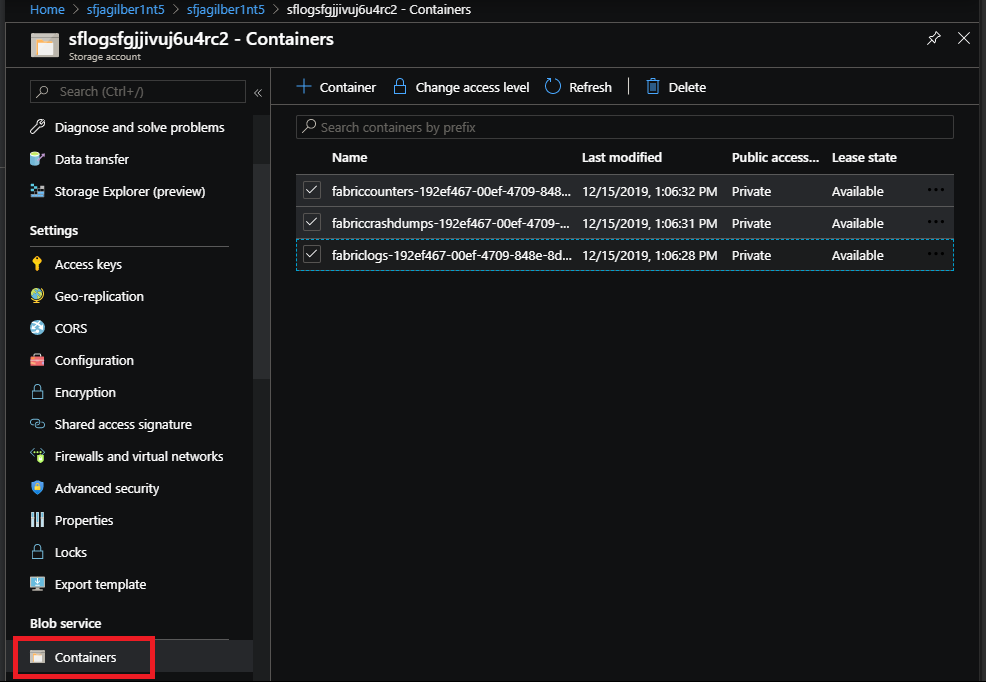 Home > sfjagilber1nt5 > sfjagilber1nt5 > sflogsfgjjivuj6u4rc2 - Containers
sflogsfgjjivuj6u4rc2 - Containers
Storage account
Search (Ctrl+/)
«
Diagnose and solve problems
Data transfer
Storage Explorer (preview)
Settings
Access keys
Geo-replication
CORS
Configuration
Encryption
Shared access signature
Firewalls and virtual networks
Advanced security
Properties
Locks
Export template
Blob service
Containers
Container Change access level Refresh Delete
Search containers by prefix
Name Last modified Public access... Lease state
fabriccounters-192ef467-00ef-4709-848... 12/15/2019, 1:06:32 PM Private Available ...
fabriccrashdumps-192ef467-00ef-4709-... 12/15/2019, 1:06:31 PM Private Available ...
fabriclogs-192ef467-00ef-4709-848e-8d... 12/15/2019, 1:06:28 PM Private Available ...